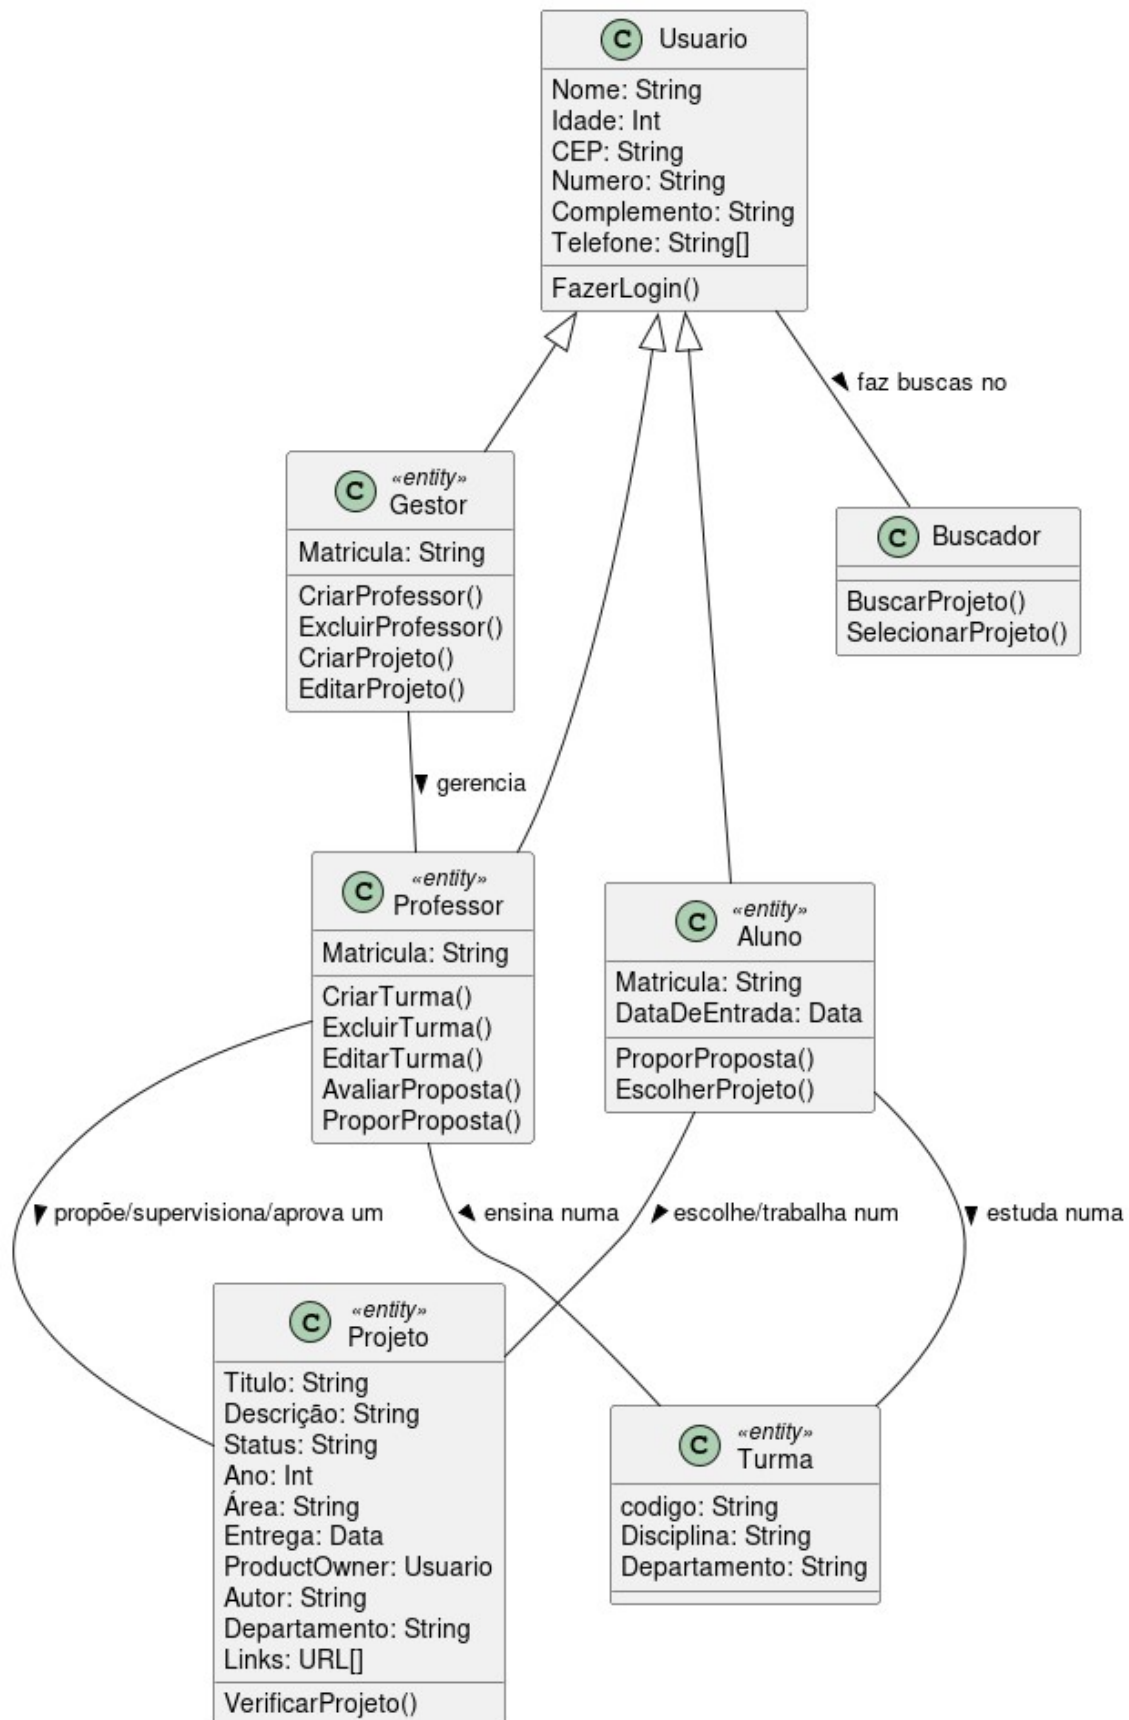 C Usuario
Nome: String
Idade: Int
CEP: String
Numero: String
Complemento: String
Telefone: String[]
FazerLogin()
faz buscas no
«entity»
C Gestor
Matricula: String
CriarProfessor()
ExcluirProfessor()
CriarProjeto()
EditarProjeto()
C Buscador
BuscarProjeto()
SelecionarProjeto()
gerencia
«entity»
C Professor
Matricula: String
CriarTurma()
ExcluirTurma()
EditarTurma()
AvaliarProposta()
ProporProposta()
«entity»
C Aluno
Matricula: String
DataDeEntrada: Data
ProporProposta()
EscolherProjeto()
propõe/supervisiona/aprova um
ensina numa
escolhe/trabalha num
estuda numa
«entity»
C Projeto
Titulo: String
Descrição: String
Status: String
Ano: Int
Área: String
Entrega: Data
ProductOwner: Usuario
Autor: String
Departamento: String
Links: URL[]
VerificarProjeto()
«entity»
C Turma
codigo: String
Disciplina: String
Departamento: String